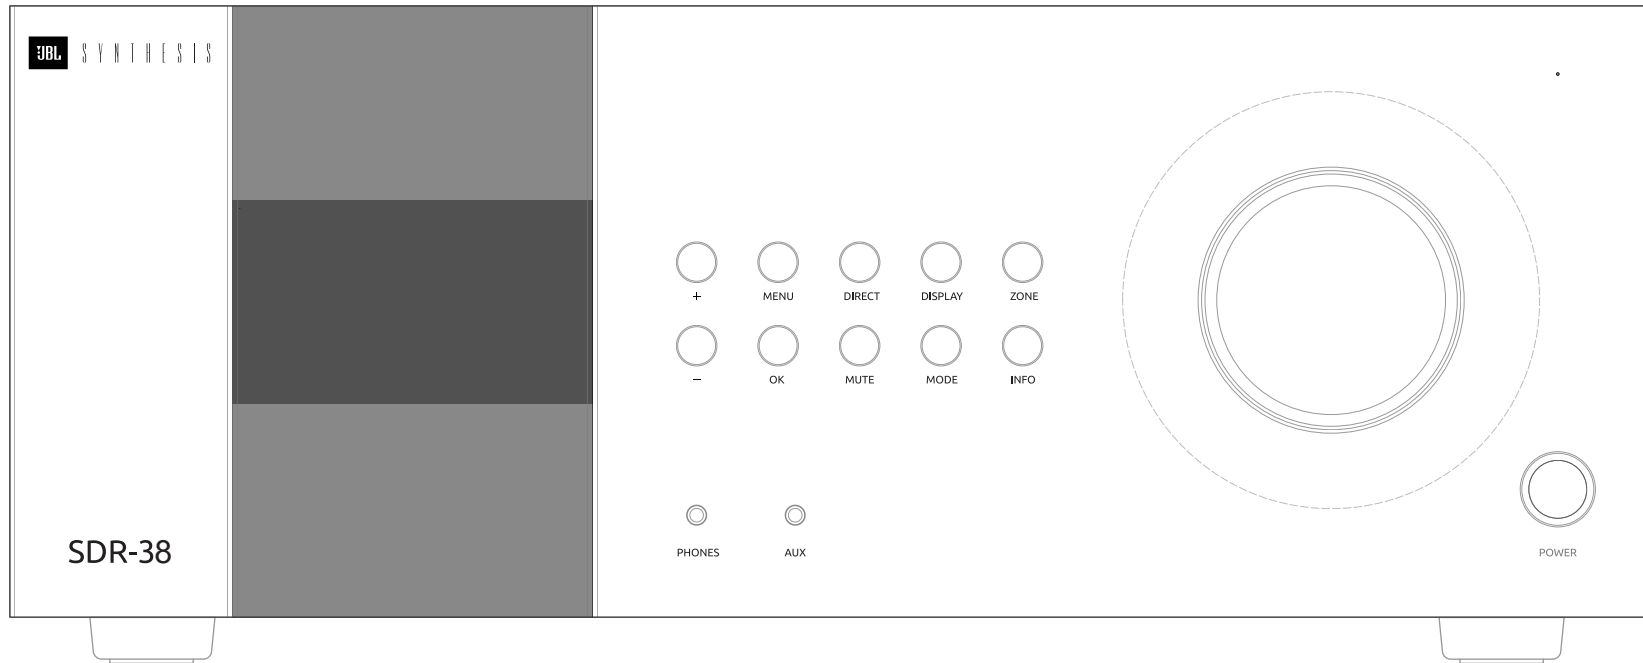 JBL SYNTHESIS
+ MENU DIRECT DISPLAY ZONE
− OK MUTE MODE INFO
PHONES AUX
SDR-38
POWER